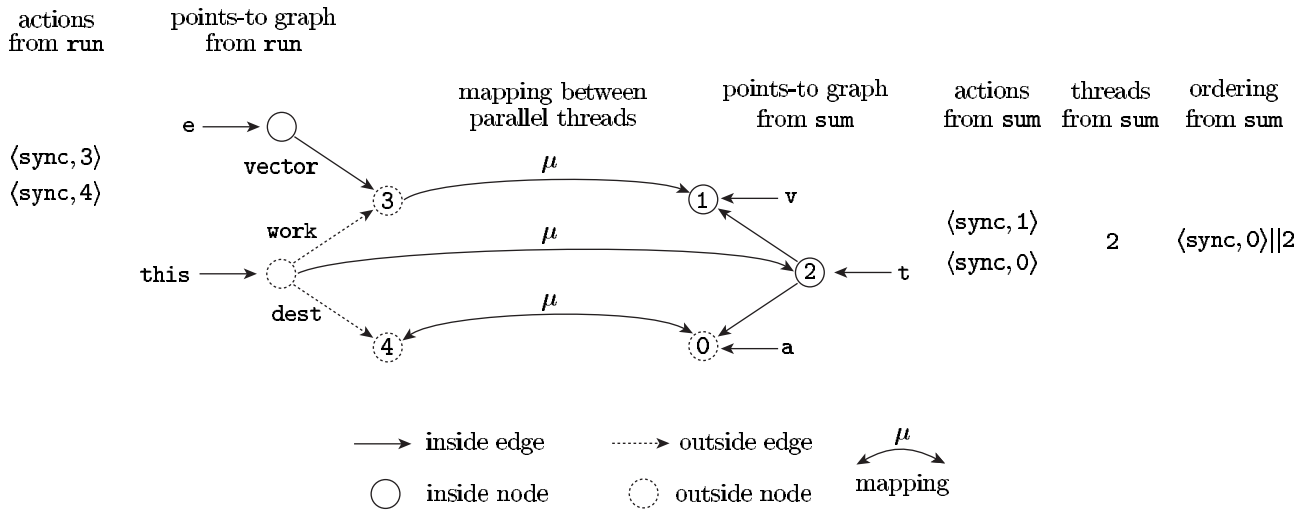 actions
from run
points-to graph
from run
mapping between
parallel threads
points-to graph
from sum
actions
from sum
threads
from sum
ordering
from sum
e
vector
⟨sync, 3⟩
⟨sync, 4⟩
3
μ
1
v
work
μ
this
2
t
⟨sync, 1⟩
⟨sync, 0⟩
2
⟨sync, 0⟩||2
dest
μ
4
0
a
inside edge
outside edge
μ
mapping
inside node
outside node